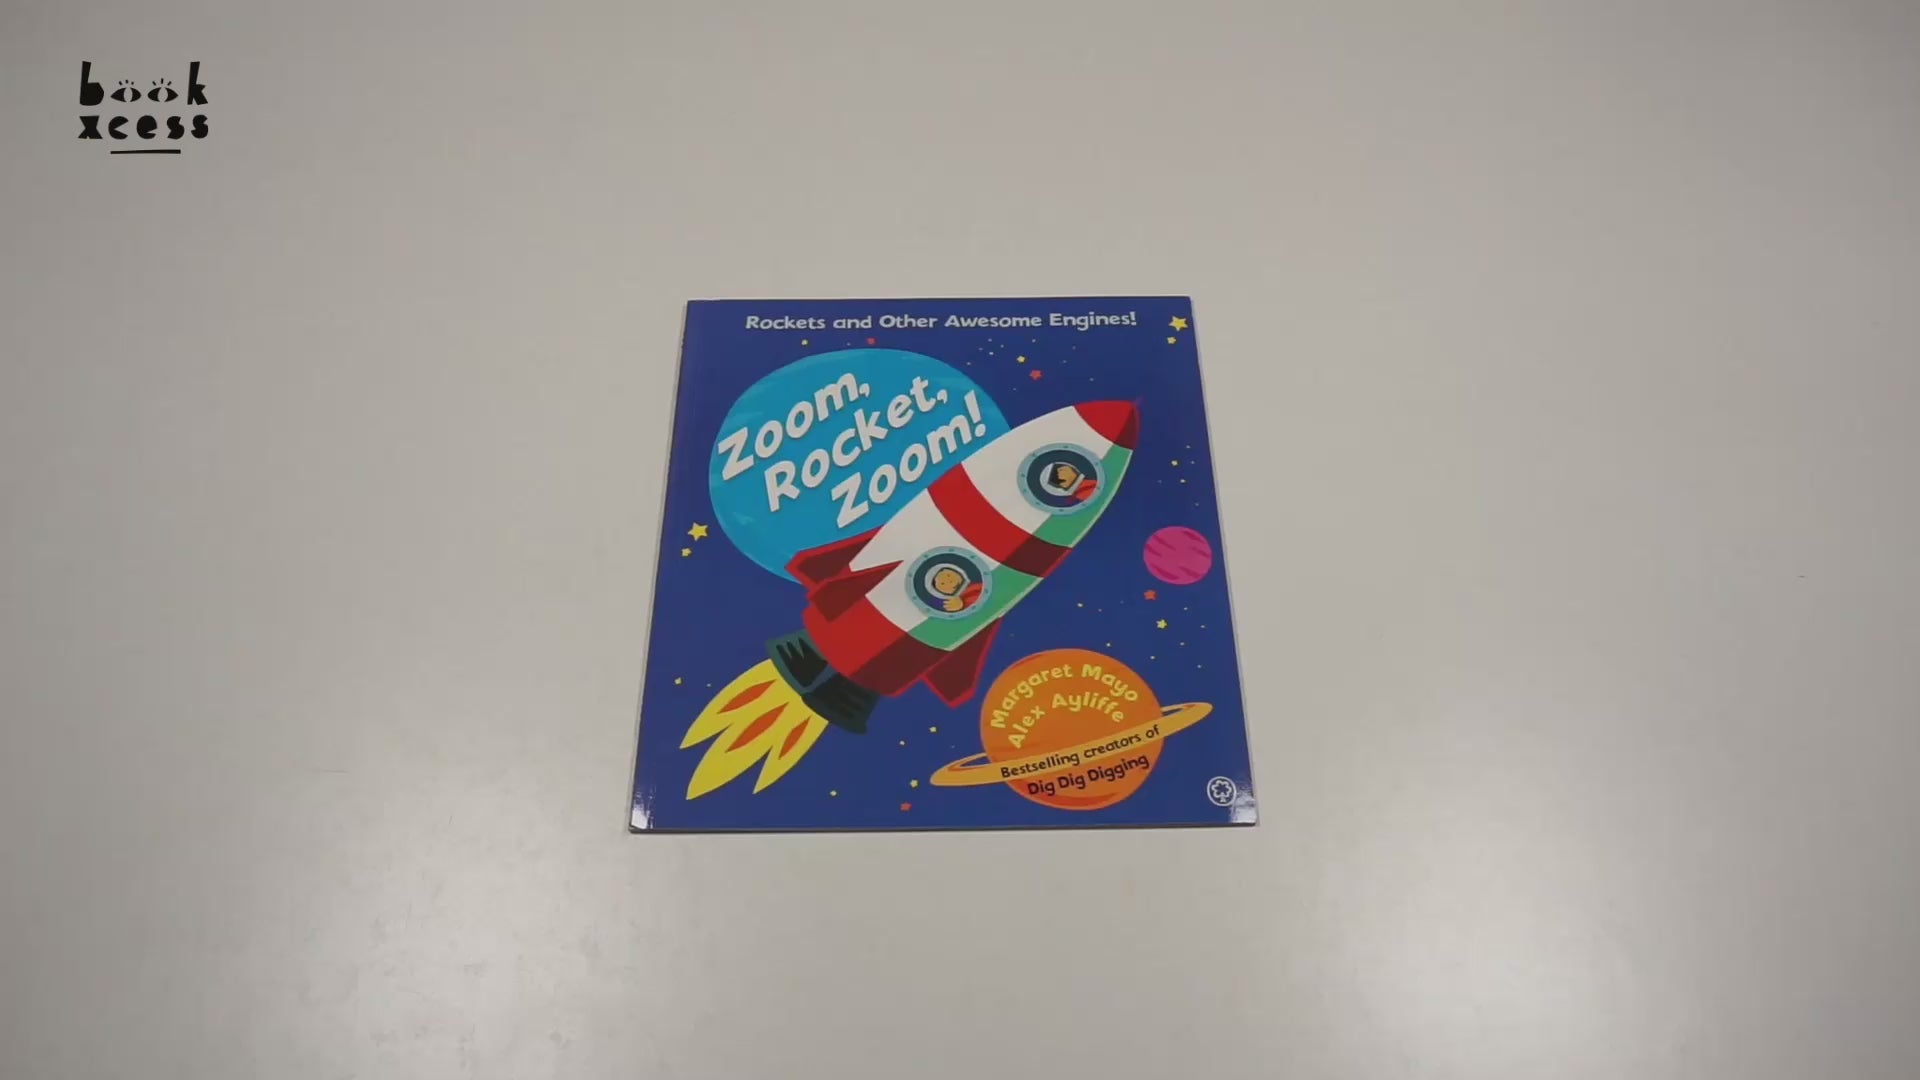 book
xcess
Rockets and Other Awesome Engines!
Zoom,
Rocket,
Zoom!
Margaret Mayo
Alex Ayliffe
Bestselling creators of
Dig Dig Digging